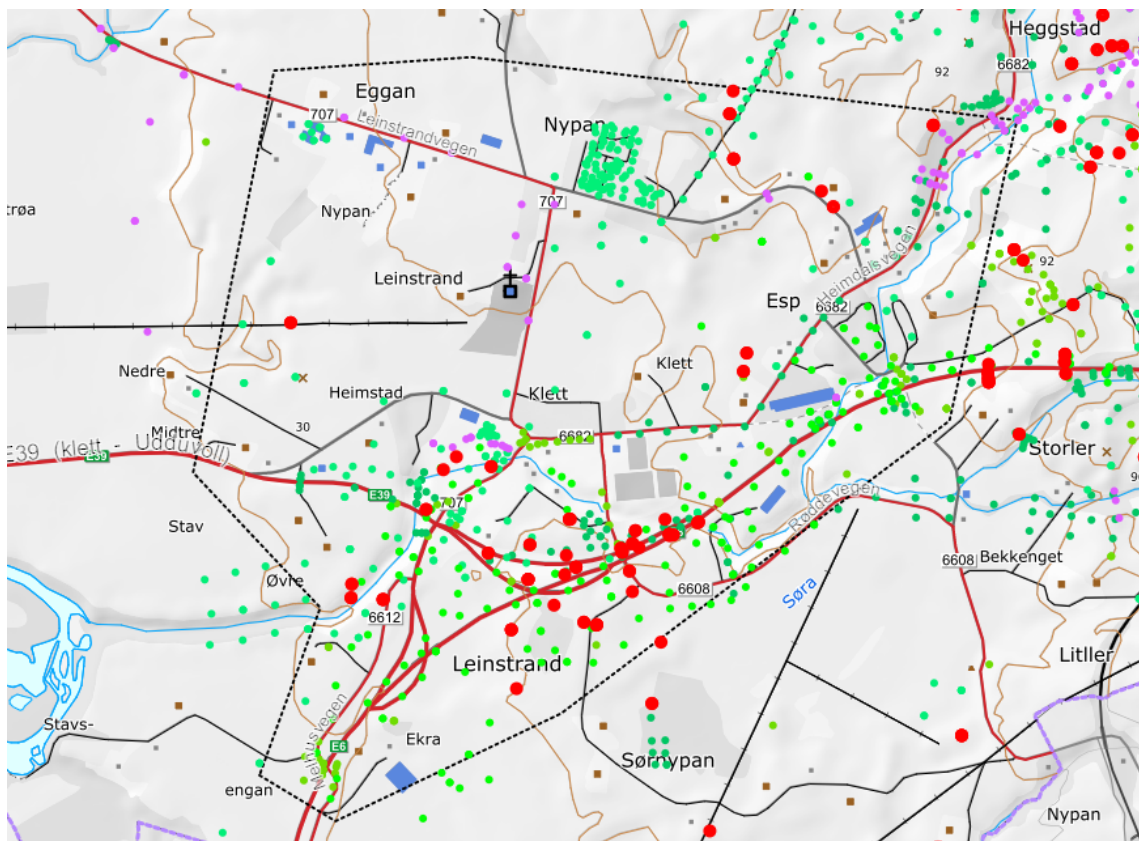 Heggstad
6682
92
Eggan
707
Leinstrandvegen
Nypan
trøa
Nypan
707
Leinstrand
Heimdalsvegen
92
Esp
6682
Nedre
Heimstad
Klett
Klett
Midtre
30
6682
E39 (klett - Udduvoll)
E39
Storler
E39
707
Røddevegen
Stav
Bekkenget
6608
Øvre
6608
Søra
6612
Leinstrand
Litller
Melhusvegen
Stavs-
Ekra
E6
Sørnypan
engan
Nypan